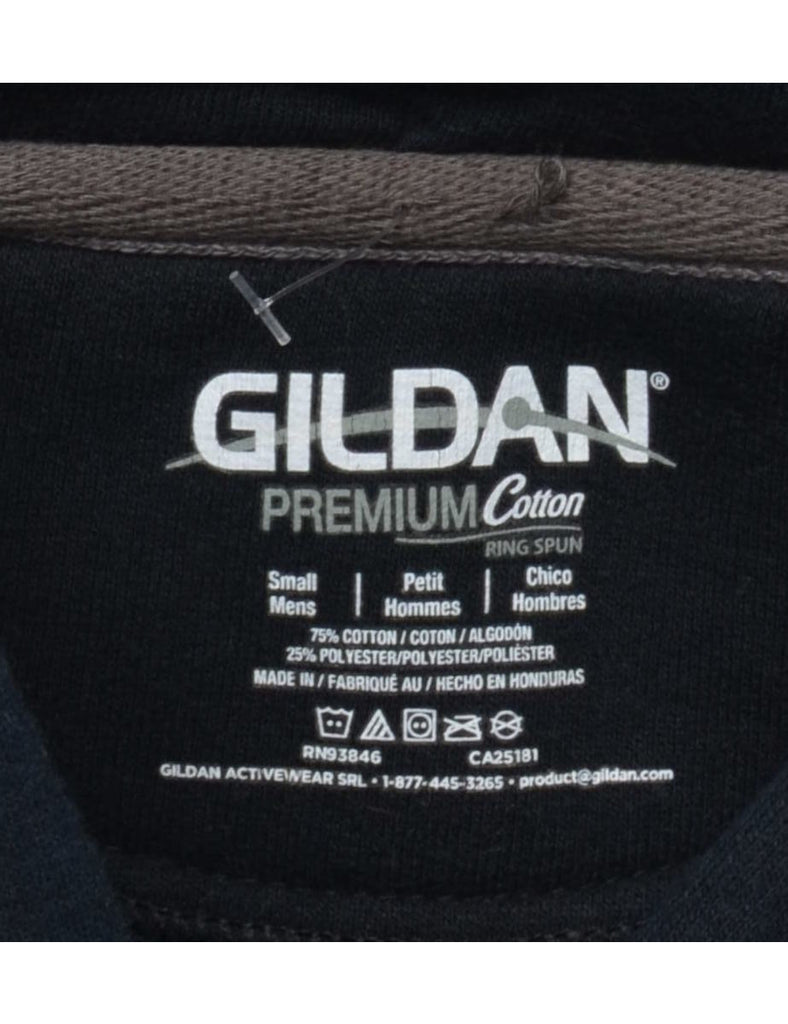 GILDAN®
PREMIUM Cotton
RING SPUN
Small | Petit | Chico
Mens | Hommes | Hombres
75% COTTON / COTON / ALGODÓN
25% POLYESTER/POLYESTER/POLIÉSTER
MADE IN / FABRIQUÉ AU / HECHO EN HONDURAS
RN93846 CA25181
GILDAN ACTIVEWEAR SRL • 1-877-445-3265 • product@gildan.com